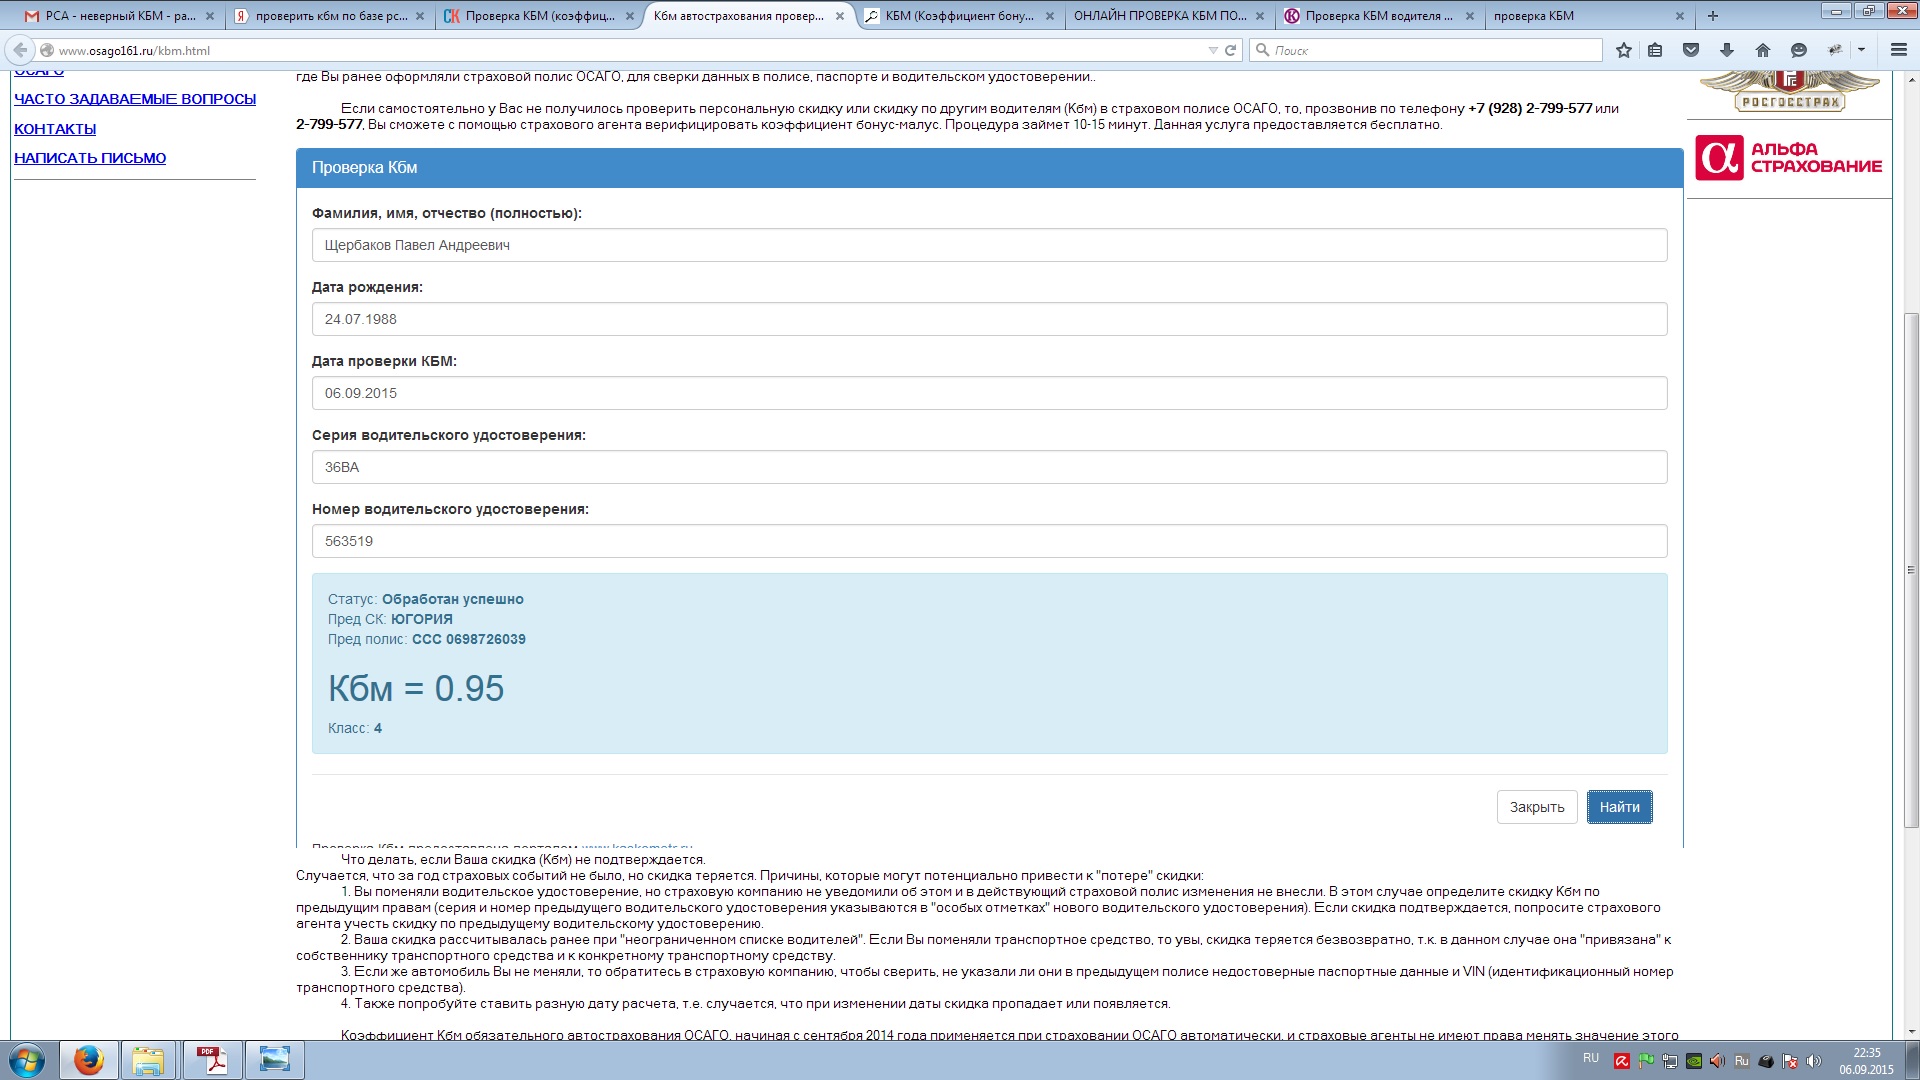 РСА - неверный КБМ - ра...
проверить кбм по базе рс...
Проверка КБМ (коэффиц...
Кбм автострахования провер...
КБМ (Коэффициент бону...
ОНЛАЙН ПРОВЕРКА КБМ ПО...
Проверка КБМ водителя ...
проверка КБМ
www.osago161.ru/kbm.html
Поиск
ОСАГО
ЧАСТО ЗАДАВАЕМЫЕ ВОПРОСЫ
КОНТАКТЫ
НАПИСАТЬ ПИСЬМО
где Вы ранее оформляли страховой полис ОСАГО, для сверки данных в полисе, паспорте и водительском удостоверении..
Если самостоятельно у Вас не получилось проверить персональную скидку или скидку по другим водителям (Кбм) в страховом полисе ОСАГО, то, прозвонив по телефону +7 (928) 2-799-577 или
2-799-577, Вы сможете с помощью страхового агента верифицировать коэффициент бонус-малус. Процедура займет 10-15 минут. Данная услуга предоставляется бесплатно.
РОСГОССТРАХ
АЛЬФА
СТРАХОВАНИЕ
Проверка Кбм
Фамилия, имя, отчество (полностью):
Щербаков Павел Андреевич
Дата рождения:
24.07.1988
Дата проверки КБМ:
06.09.2015
Серия водительского удостоверения:
36ВА
Номер водительского удостоверения:
563519
Статус: Обработан успешно
Пред СК: ЮГОРИЯ
Пред полис: ССС 0698726039
Кбм = 0.95
Класс: 4
Закрыть
Найти
Проверка Кбм предоставлена порталом www.kaskometr.ru
Что делать, если Ваша скидка (Кбм) не подтверждается.
Случается, что за год страховых событий не было, но скидка теряется. Причины, которые могут потенциально привести к "потере" скидки:
1. Вы поменяли водительское удостоверение, но страховую компанию не уведомили об этом и в действующий страховой полис изменения не внесли. В этом случае определите скидку Кбм по
предыдущим правам (серия и номер предыдущего водительского удостоверения указываются в "особых отметках" нового водительского удостоверения). Если скидка подтверждается, попросите страхового
агента учесть скидку по предыдущему водительскому удостоверению.
2. Ваша скидка рассчитывалась ранее при "неограниченном списке водителей". Если Вы поменяли транспортное средство, то увы, скидка теряется безвозвратно, т.к. в данном случае она "привязана" к
собственнику транспортного средства и к конкретному транспортному средству.
3. Если же автомобиль Вы не меняли, то обратитесь в страховую компанию, чтобы сверить, не указали ли они в предыдущем полисе недостоверные паспортные данные и VIN (идентификационный номер
транспортного средства).
4. Также попробуйте ставить разную дату расчета, т.е. случается, что при изменении даты скидка пропадает или появляется.
Коэффициент Кбм обязательного автострахования ОСАГО, начиная с сентября 2014 года применяется при страховании ОСАГО автоматически, и страховые агенты не имеют права менять значение этого
PDF
RU
Ru
22:35
06.09.2015